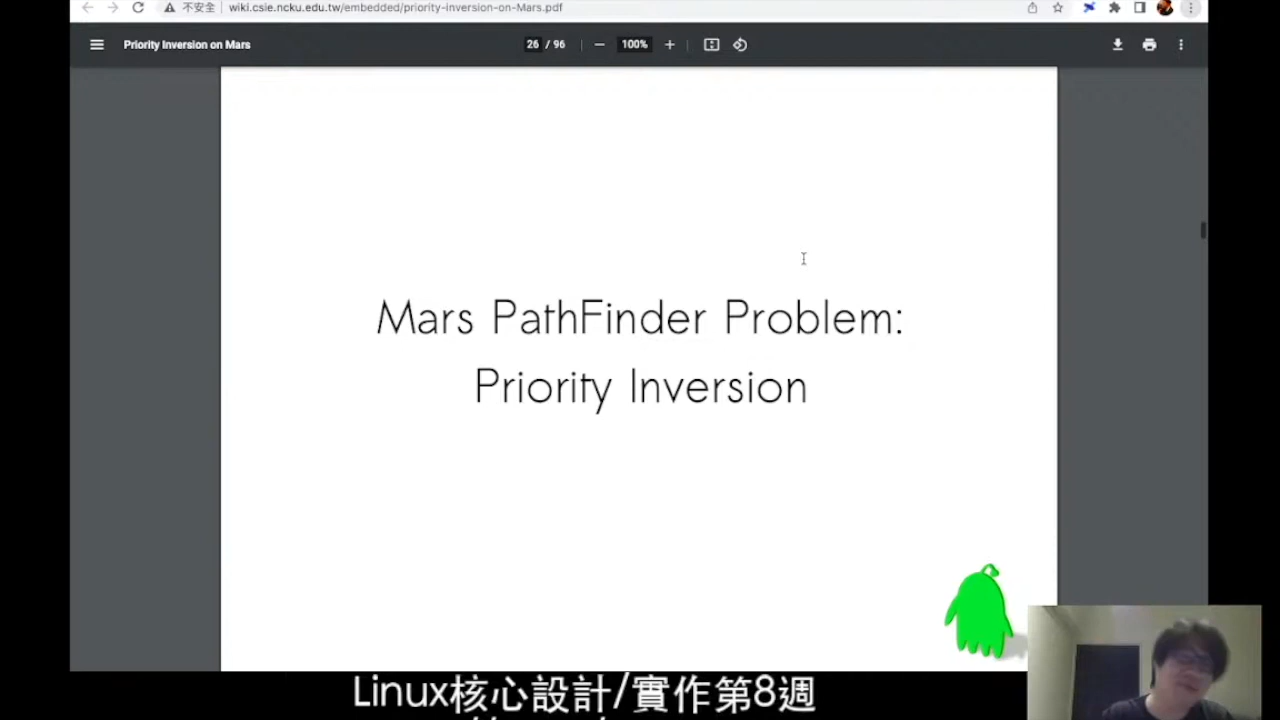 不安全
wiki.csie.ncku.edu.tw/embedded/priority-inversion-on-Mars.pdf
Priority Inversion on Mars
26 / 96
100%
Mars PathFinder Problem:
Priority Inversion
Linux核心設計/實作第8週